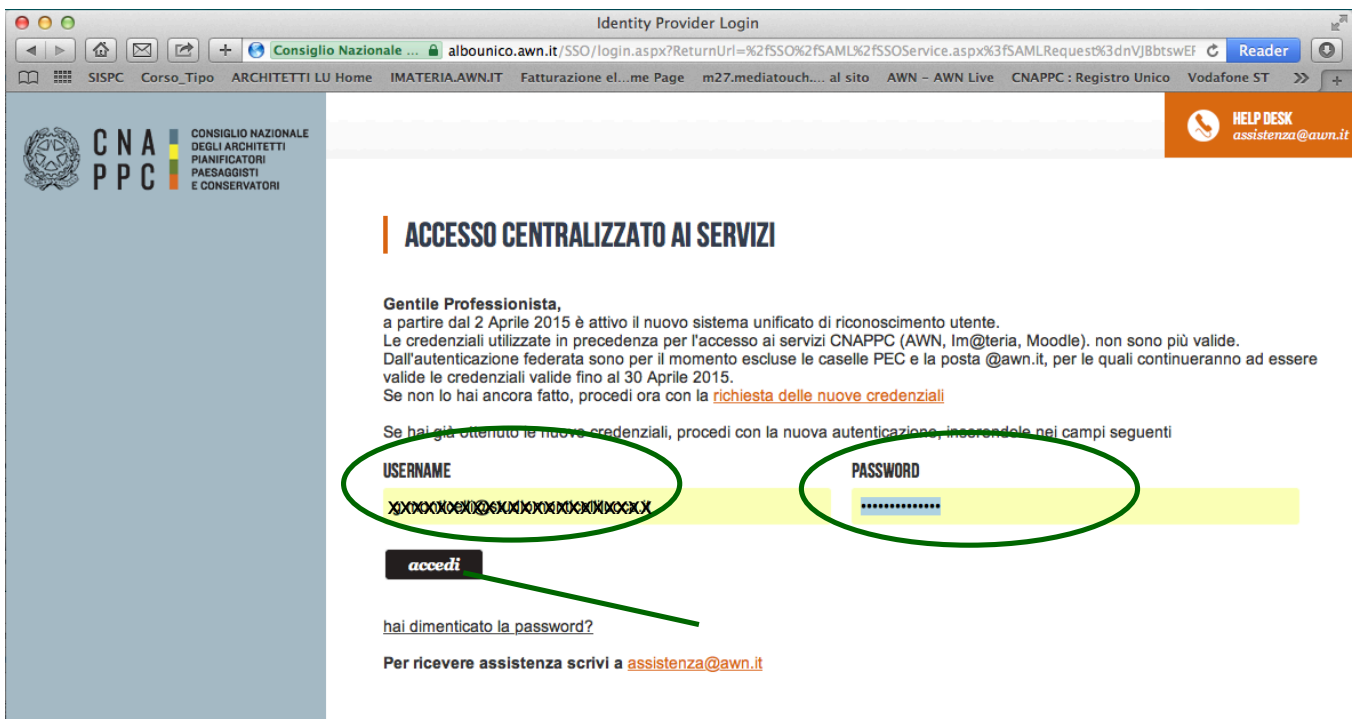 Identity Provider Login
Consiglio Nazionale ... albounico.awn.it/SSO/login.aspx?ReturnUrl=%2fSSO%2fSAML%2fSSOService.aspx%3fSAMLRequest%3dnVJBbtswEF Reader
SISPC Corso_Tipo ARCHITETTI LU Home IMATERIA.AWN.IT Fatturazione el...me Page m27.mediatouch.... al sito AWN – AWN Live CNAPPC : Registro Unico Vodafone ST >> +
HELP DESK
assistenza@awn.it
CNA
PPC
CONSIGLIO NAZIONALE
DEGLI ARCHITETTI
PIANIFICATORI
PAESAGGISTI
E CONSERVATORI
ACCESSO CENTRALIZZATO AI SERVIZI
Gentile Professionista,
a partire dal 2 Aprile 2015 è attivo il nuovo sistema unificato di riconoscimento utente.
Le credenziali utilizzate in precedenza per l'accesso ai servizi CNAPPC (AWN, Im@teria, Moodle). non sono più valide.
Dall'autenticazione federata sono per il momento escluse le caselle PEC e la posta @awn.it, per le quali continueranno ad essere
valide le credenziali valide fino al 30 Aprile 2015.
Se non lo hai ancora fatto, procedi ora con la richiesta delle nuove credenziali
Se hai già ottenuto le nuove credenziali, procedi con la nuova autenticazione, inserendole nei campi seguenti
USERNAME PASSWORD
••••••••••••••
accedi
hai dimenticato la password?
Per ricevere assistenza scrivi a assistenza@awn.it